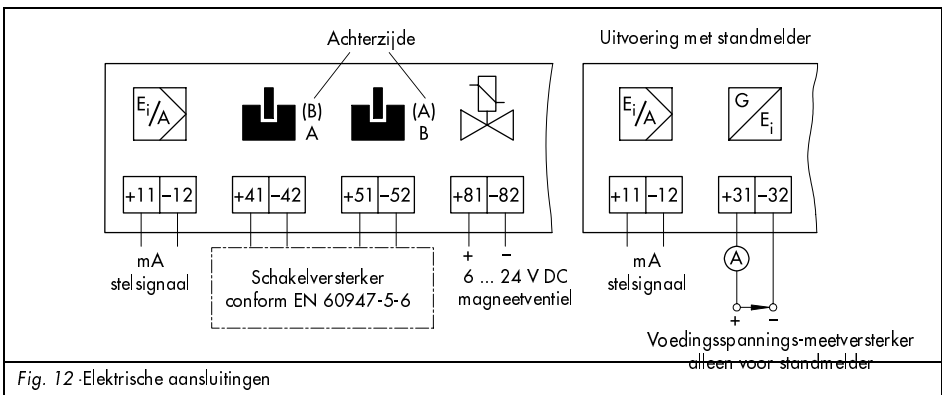 Achterzijde
Uitvoering met standmelder
Ei/A (B) A (A) B Ei/A G/Ei
+11 –12 +41 –42 +51 –52 +81 –82 +11 –12 +31 –32
mA
stelsignaal
Schakelversterker
conform EN 60947-5-6
+ –
6 ... 24 V DC
magneetventiel
mA
stelsignaal
A
+ –
Voedingsspannings-meetversterker
alleen voor standmelder
Fig. 12 ·Elektrische aansluitingen